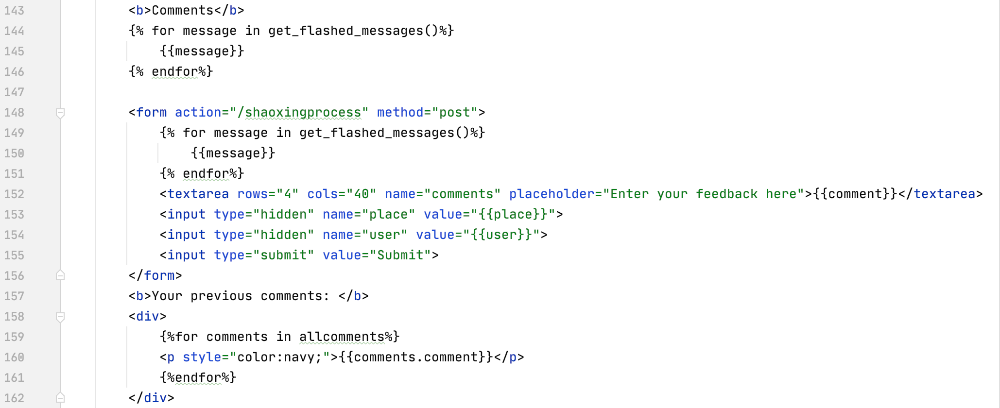 143 <b>Comments</b>
144 {% for message in get_flashed_messages()%}
145 {{message}}
146 {% endfor%}
147
148 <form action="/shaoxingprocess" method="post">
149 {% for message in get_flashed_messages()%}
150 {{message}}
151 {% endfor%}
152 <textarea rows="4" cols="40" name="comments" placeholder="Enter your feedback here">{{comment}}</textarea>
153 <input type="hidden" name="place" value="{{place}}">
154 <input type="hidden" name="user" value="{{user}}">
155 <input type="submit" value="Submit">
156 </form>
157 <b>Your previous comments: </b>
158 <div>
159 {%for comments in allcomments%}
160 <p style="color:navy;">{{comments.comment}}</p>
161 {%endfor%}
162 </div>